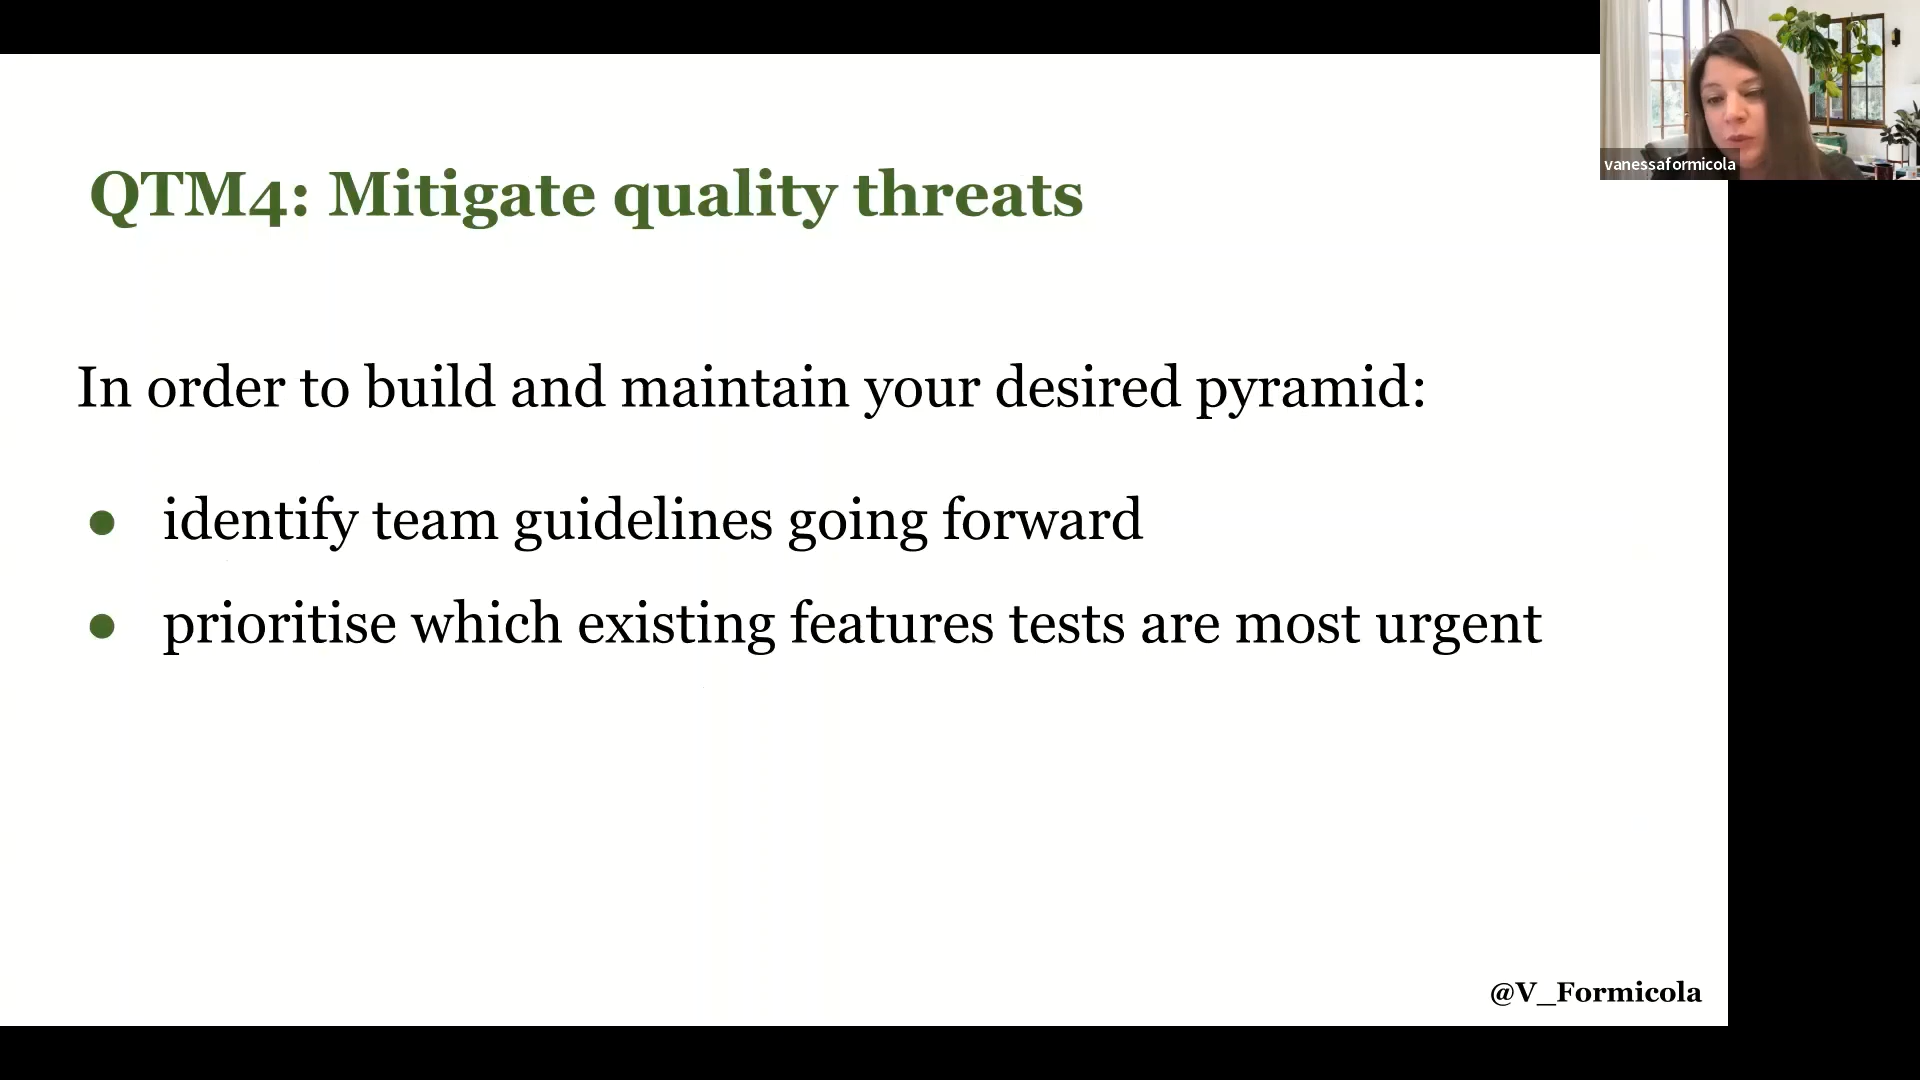 vanessaformicola
QTM4: Mitigate quality threats
In order to build and maintain your desired pyramid:
● identify team guidelines going forward
● prioritise which existing features tests are most urgent
@V_Formicola